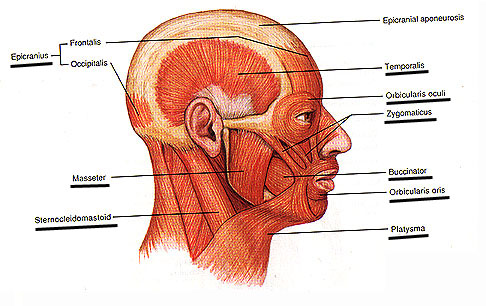 Epicranial aponeurosis
Frontalis
Epicranius
Occipitalis
Temporalis
Orbicularis oculi
Zygomaticus
Masseter
Buccinator
Orbicularis oris
Sternocleidomastoid
Platysma